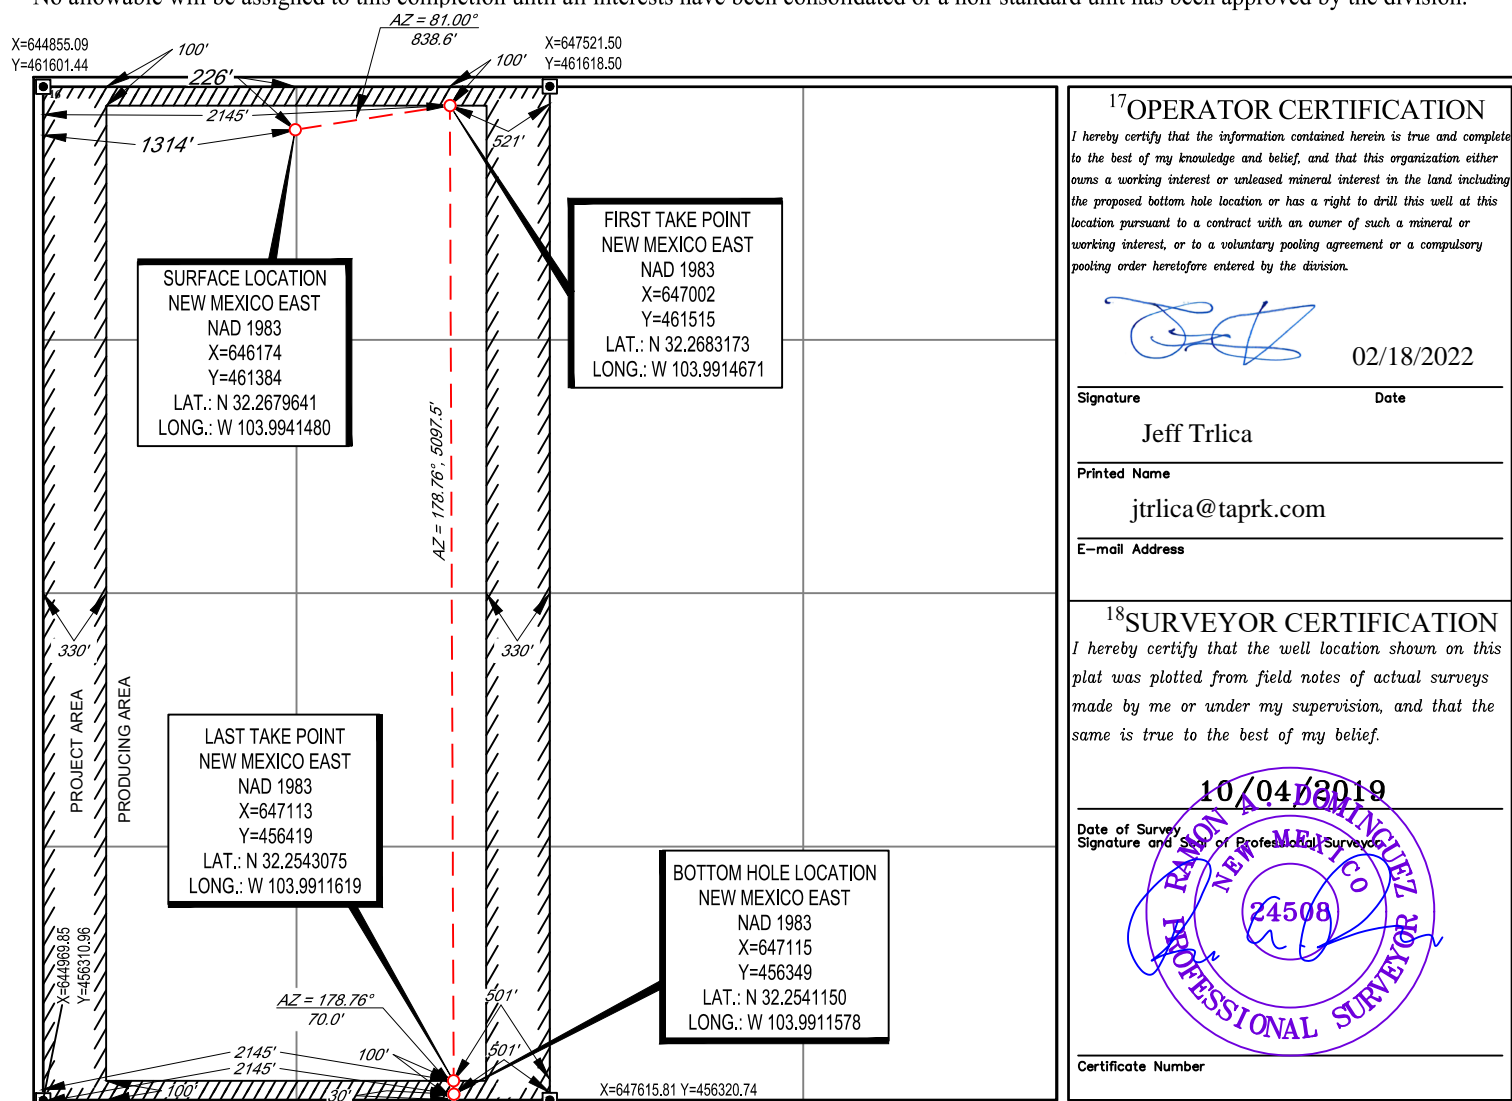 No allowable will be assigned to this completion until all interests have been consolidated or a non-standard unit has been approved by the division.
AZ = 81.00°
838.6'
X=644855.09
Y=461601.44
100'
226'
X=647521.50
Y=461618.50
100'
16
2145'
1314'
521'
SURFACE LOCATION
NEW MEXICO EAST
NAD 1983
X=646174
Y=461384
LAT.: N 32.2679641
LONG.: W 103.9941480
FIRST TAKE POINT
NEW MEXICO EAST
NAD 1983
X=647002
Y=461515
LAT.: N 32.2683173
LONG.: W 103.9914671
AZ = 178.76°, 5097.5'
330'
330'
PROJECT AREA
PRODUCING AREA
LAST TAKE POINT
NEW MEXICO EAST
NAD 1983
X=647113
Y=456419
LAT.: N 32.2543075
LONG.: W 103.9911619
BOTTOM HOLE LOCATION
NEW MEXICO EAST
NAD 1983
X=647115
Y=456349
LAT.: N 32.2541150
LONG.: W 103.9911578
X=644969.85
Y=456310.96
AZ = 178.76°
70.0'
501'
501'
2145'
2145'
100'
100'
30'
X=647615.81 Y=456320.74
17OPERATOR CERTIFICATION
I hereby certify that the information contained herein is true and complete
to the best of my knowledge and belief, and that this organization either
owns a working interest or unleased mineral interest in the land including
the proposed bottom hole location or has a right to drill this well at this
location pursuant to a contract with an owner of such a mineral or
working interest, or to a voluntary pooling agreement or a compulsory
pooling order heretofore entered by the division.
02/18/2022
Signature Date
Jeff Trlica
Printed Name
jtrlica@taprk.com
E-mail Address
18SURVEYOR CERTIFICATION
I hereby certify that the well location shown on this
plat was plotted from field notes of actual surveys
made by me or under my supervision, and that the
same is true to the best of my belief.
10/04/2019
Date of Survey
Signature and Seal of Professional Surveyor
RAMON A. DOMINGUEZ
NEW MEXICO
24508
PROFESSIONAL SURVEYOR
Certificate Number